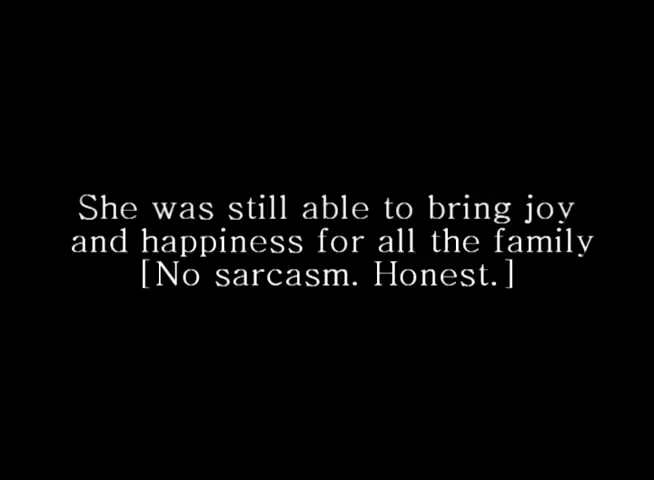 She was still able to bring joy
and happiness for all the family
[No sarcasm. Honest.]